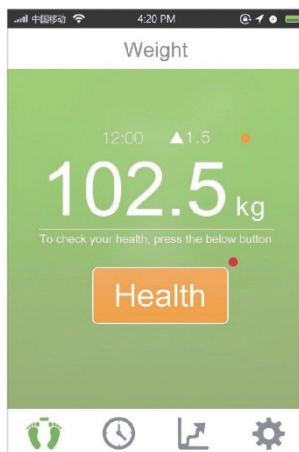 中国移动 4:20 PM
Weight
12:00 ▲1.5
102.5 kg
To check your health, press the below button
Health